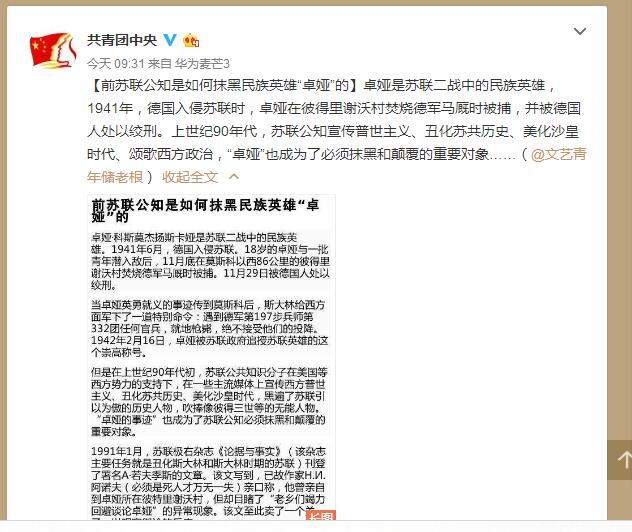 共青团中央
今天 09:31 来自 华为麦芒3
【前苏联公知是如何抹黑民族英雄“卓娅”的】卓娅是苏联二战中的民族英雄，
1941年，德国入侵苏联时，卓娅在彼得里谢沃村焚烧德军马厩时被捕，并被德国
人处以绞刑。上世纪90年代，苏联公知宣传普世主义、丑化苏共历史、美化沙皇
时代、颂歌西方政治，“卓娅”也成为了必须抹黑和颠覆的重要对象……（@文艺青
年储老根） 收起全文
前苏联公知是如何抹黑民族英雄“卓
娅”的
卓娅·科斯莫杰扬斯卡娅是苏联二战中的民族英
雄。1941年6月，德国入侵苏联。18岁的卓娅与一批
青年潜入敌后，11月底在莫斯科以西86公里的彼得里
谢沃村焚烧德军马厩时被捕。11月29日被德国人处以
绞刑。
当卓娅英勇就义的事迹传到莫斯科后，斯大林给西方
面军下了一道特别命令：遇到德军第197步兵师第
332团任何官兵，就地枪毙，绝不接受他们的投降。
1942年2月16日，卓娅被苏联政府追授苏联英雄的这
个崇高称号。
但是在上世纪90年代初，苏联公共知识分子在美国等
西方势力的支持下，在一些主流媒体上宣传西方普世
主义、丑化苏共历史、美化沙皇时代，黑遍了苏联引
以为傲的历史人物，吹捧像彼得三世等的无能人物。
“卓娅的事迹”也成为了苏联公知必须抹黑和颠覆的
重要对象。
1991年1月，苏联极右杂志《论据与事实》（该杂志
主要任务就是丑化斯大林和斯大林时期的苏联）刊登
了署名A·若夫季斯的文章。该文写到，已故作家Н.И.
阿诺夫（必须是死人才万无一失）亲口称，他曾亲自
到卓娅所在彼特里谢沃村，但却目睹了“老乡们竭力
回避谈论卓娅”的异常现象。该文至此卖了一个关
长图